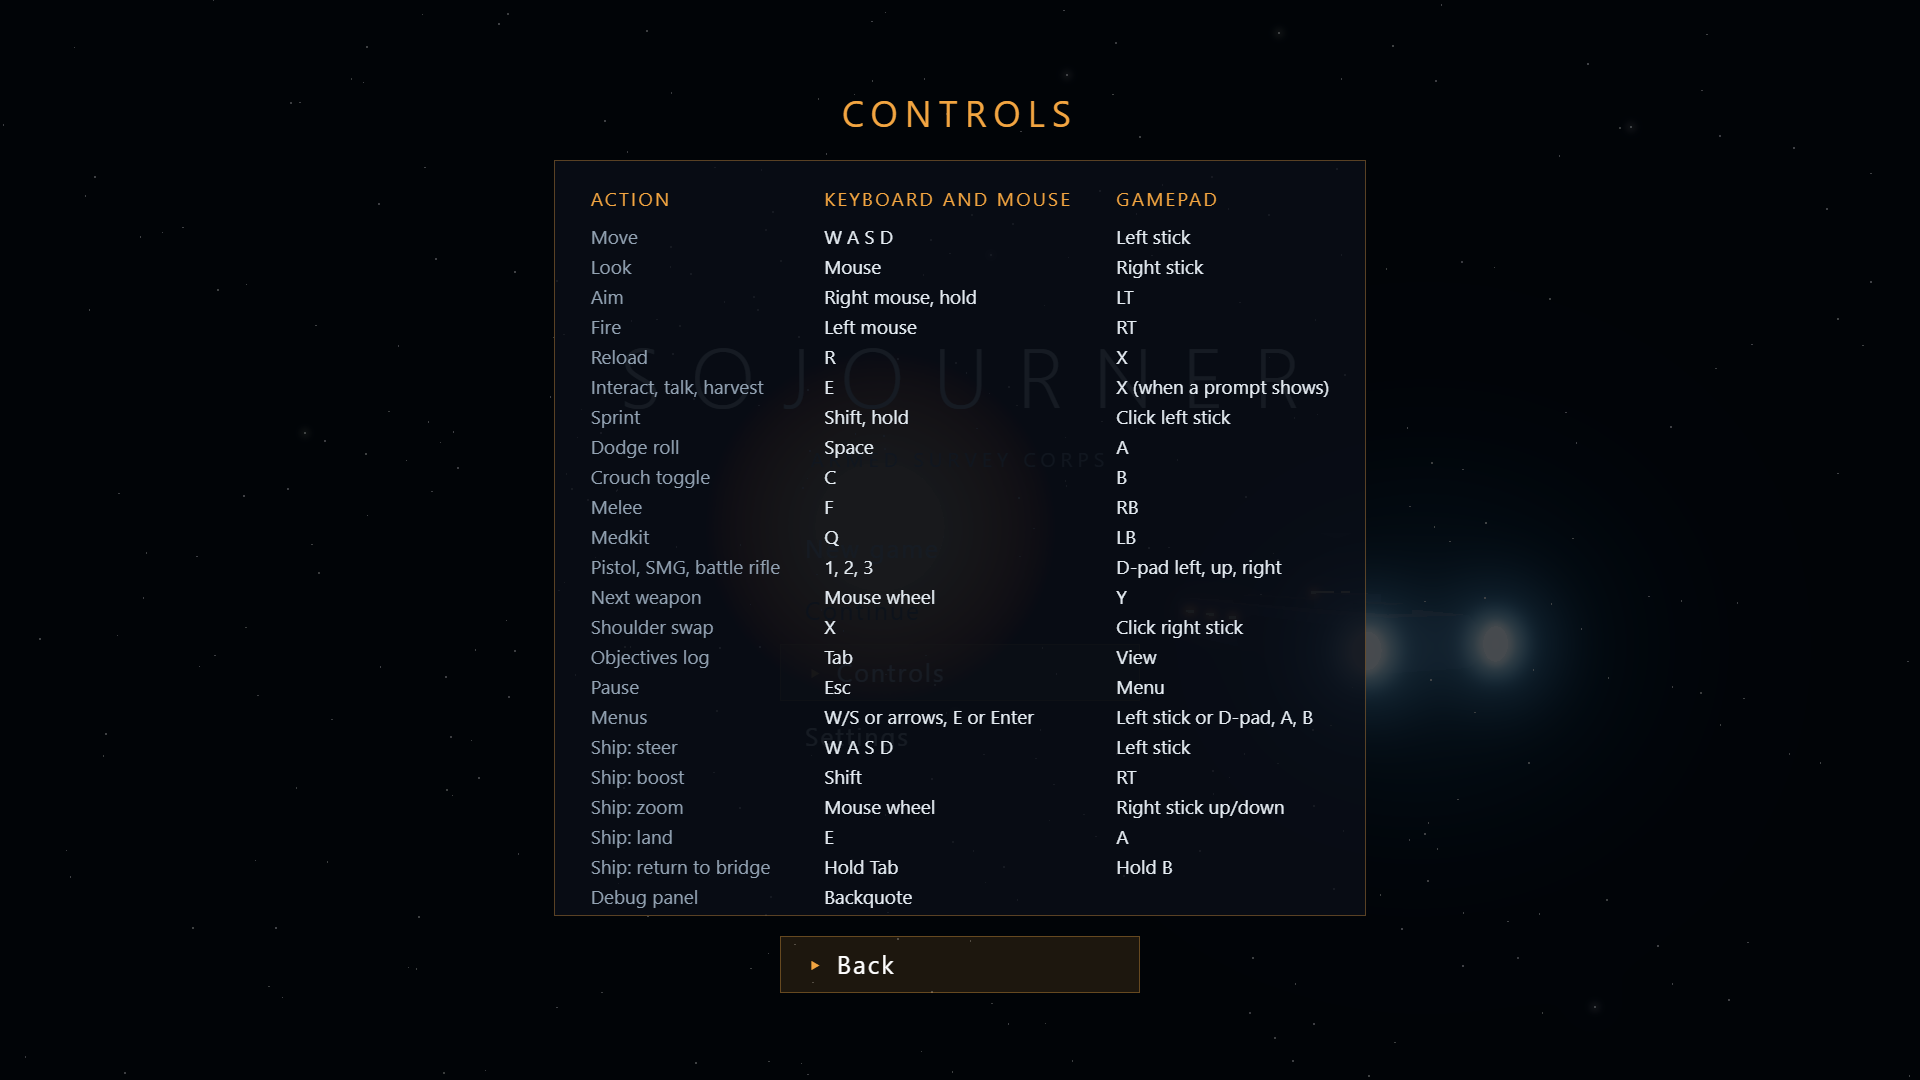 CONTROLS
ACTION KEYBOARD AND MOUSE GAMEPAD
Move W A S D Left stick
Look Mouse Right stick
Aim Right mouse, hold LT
Fire Left mouse RT
Reload R X
SOJOURNER
Interact, talk, harvest E X (when a prompt shows)
Sprint Shift, hold Click left stick
Dodge roll Space A
CORPS
Crouch toggle C B
Melee F RB
Medkit Q LB
Pistol, SMG, battle rifle 1, 2, 3 D-pad left, up, right
Next weapon Mouse wheel Y
Shoulder swap X Click right stick
Objectives log Tab View
Controls
Pause Esc Menu
Menus W/S or arrows, E or Enter Left stick or D-pad, A, B
Settings
Ship: steer W A S D Left stick
Ship: boost Shift RT
Ship: zoom Mouse wheel Right stick up/down
Ship: land E A
Ship: return to bridge Hold Tab Hold B
Debug panel Backquote
Back